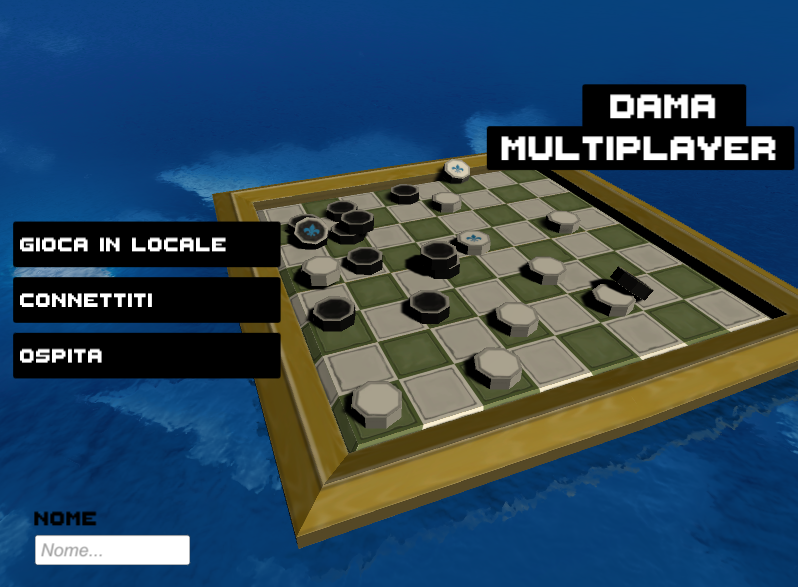 DAMA
MULTIPLAYER
GIOCA IN LOCALE
CONNETTITI
OSPITA
NOME
Nome...